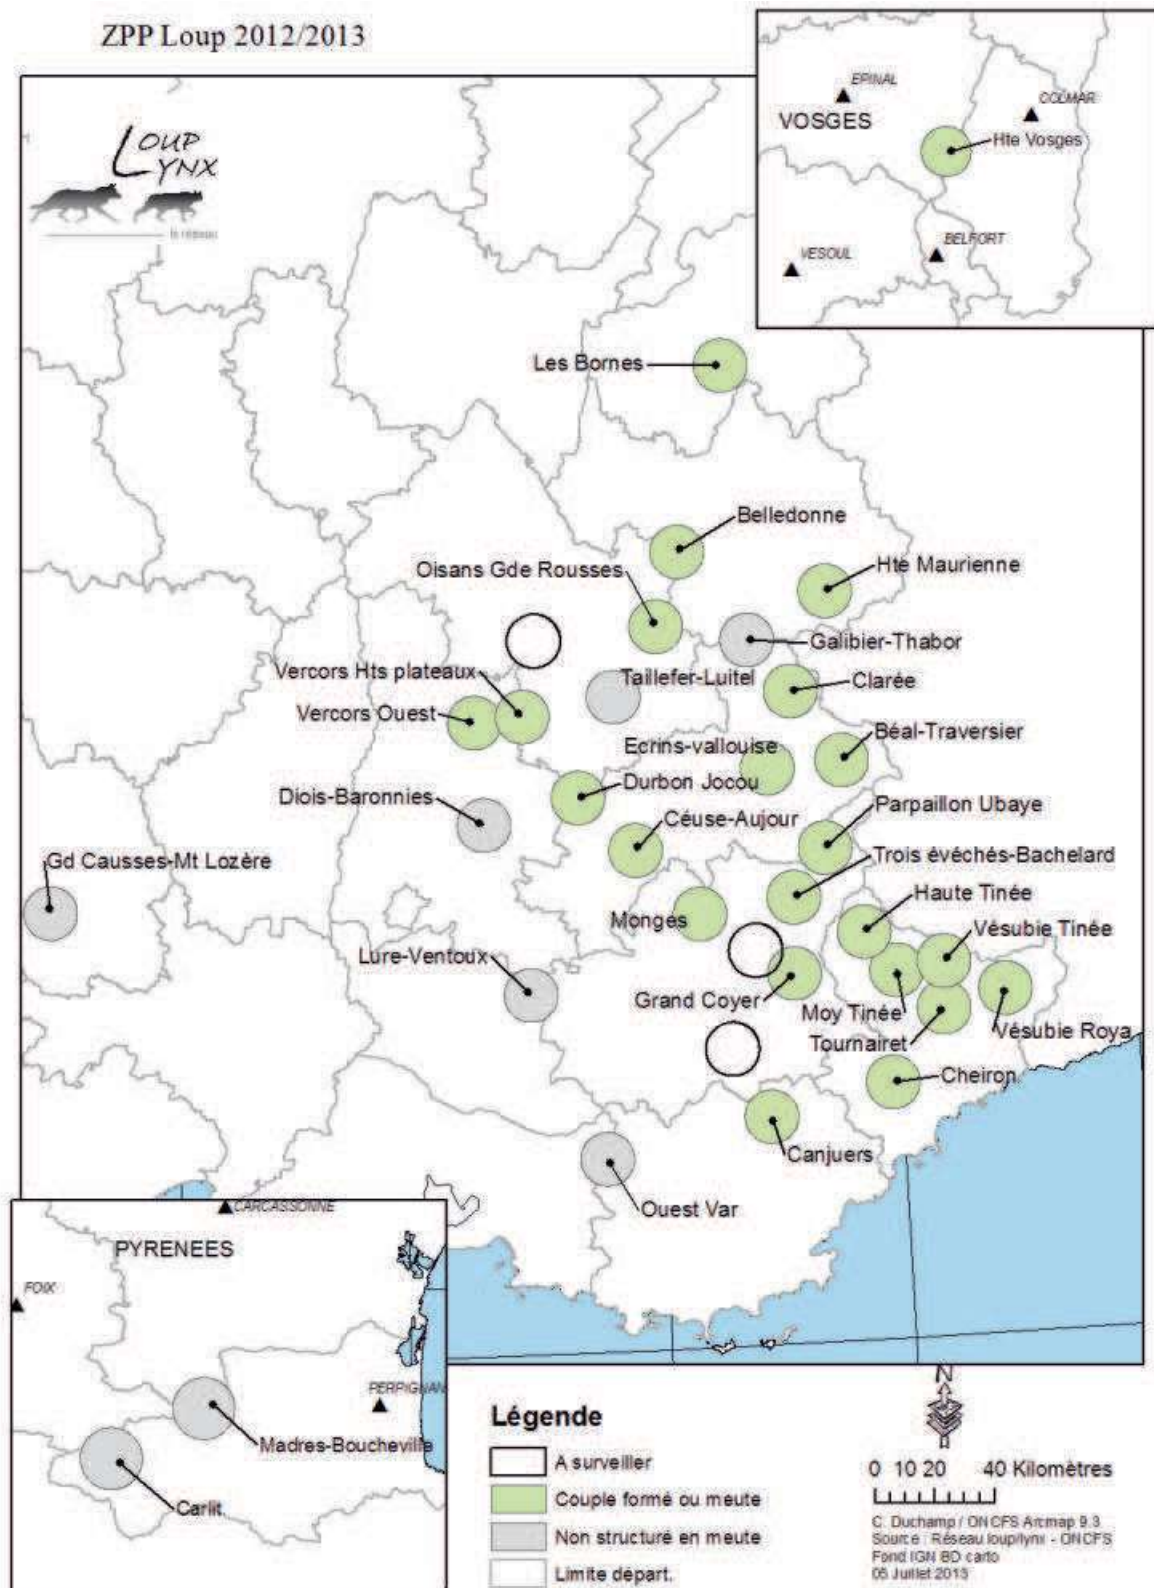 ZPP Loup 2012/2013
LOUP
LYNX
le réseau
EPINAL
COLMAR
VOSGES
Hte Vosges
BELFORT
VESOUL
Les Bornes
Belledonne
Oisans Gde Rousses
Hte Maurienne
Galibier-Thabor
Vercors Hts plateaux
Taillefer-Luitel
Clarée
Vercors Ouest
Béal-Traversier
Ecrins-vallouise
Durbon Jocou
Diois-Baronnies
Parpaillon Ubaye
Céuse-Aujour
Trois évéchés-Bachelard
Gd Causses-Mt Lozère
Haute Tinée
Monges
Vésubie Tinée
Lure-Ventoux
Grand Coyer
Moy Tinée
Tournairet
Vésubie Roya
Cheiron
Canjuers
Ouest Var
CARCASSONNE
PYRENEES
FOIX
PERPIGNAN
Madres-Boucheville
Carlit
Légende
A surveiller
Couple formé ou meute
Non structuré en meute
Limite départ.
N
0 10 20 40 Kilomètres
C. Duchamp / ONCFS Arcmap 9.3
Source : Réseau loup/lynx - ONCFS
Fond IGN BD carto
05 Juillet 2013